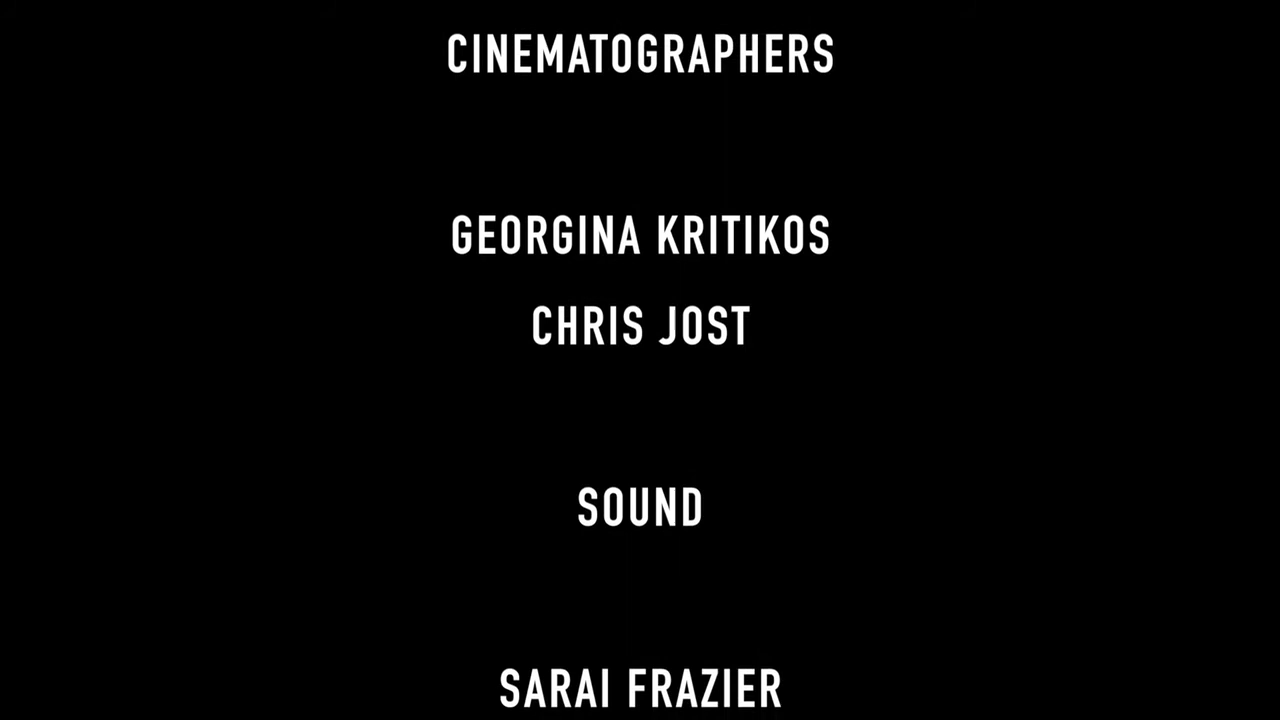 CINEMATOGRAPHERS
GEORGINA KRITIKOS
CHRIS JOST
SOUND
SARAI FRAZIER